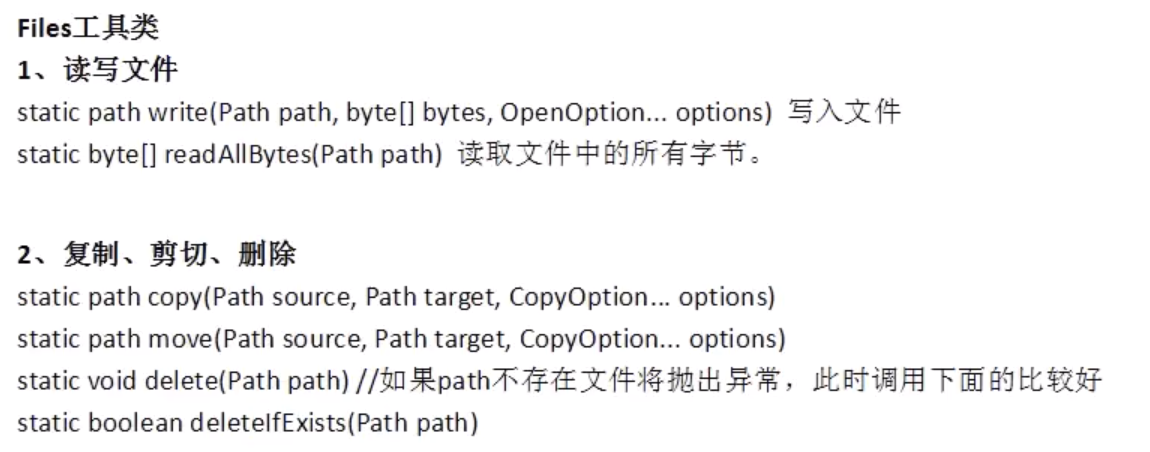 Files工具类
1、读写文件
static path write(Path path, byte[] bytes, OpenOption... options)  写入文件
static byte[] readAllBytes(Path path)  读取文件中的所有字节。
2、复制、剪切、删除
static path copy(Path source, Path target, CopyOption... options)
static path move(Path source, Path target, CopyOption... options)
static void delete(Path path) //如果path不存在文件将抛出异常，此时调用下面的比较好
static boolean deleteIfExists(Path path)